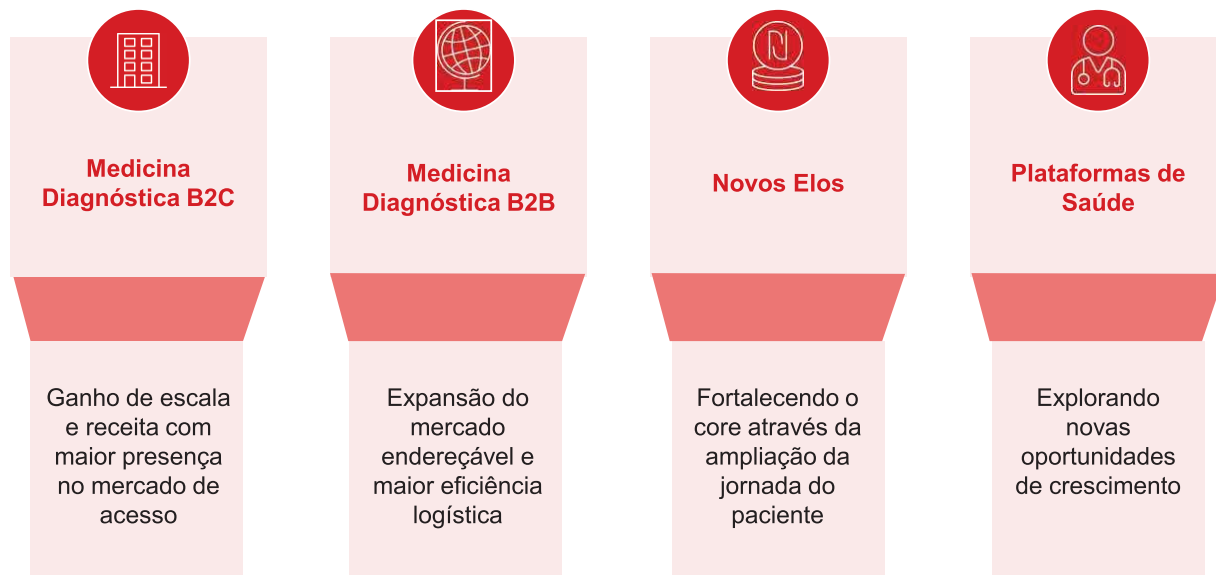 Medicina
Diagnóstica B2C
Medicina
Diagnóstica B2B
Novos Elos
Plataformas de
Saúde
Ganho de escala
e receita com
maior presença
no mercado de
acesso
Expansão do
mercado
endereçável e
maior eficiência
logística
Fortalecendo o
core através da
ampliação da
jornada do
paciente
Explorando
novas
oportunidades
de crescimento